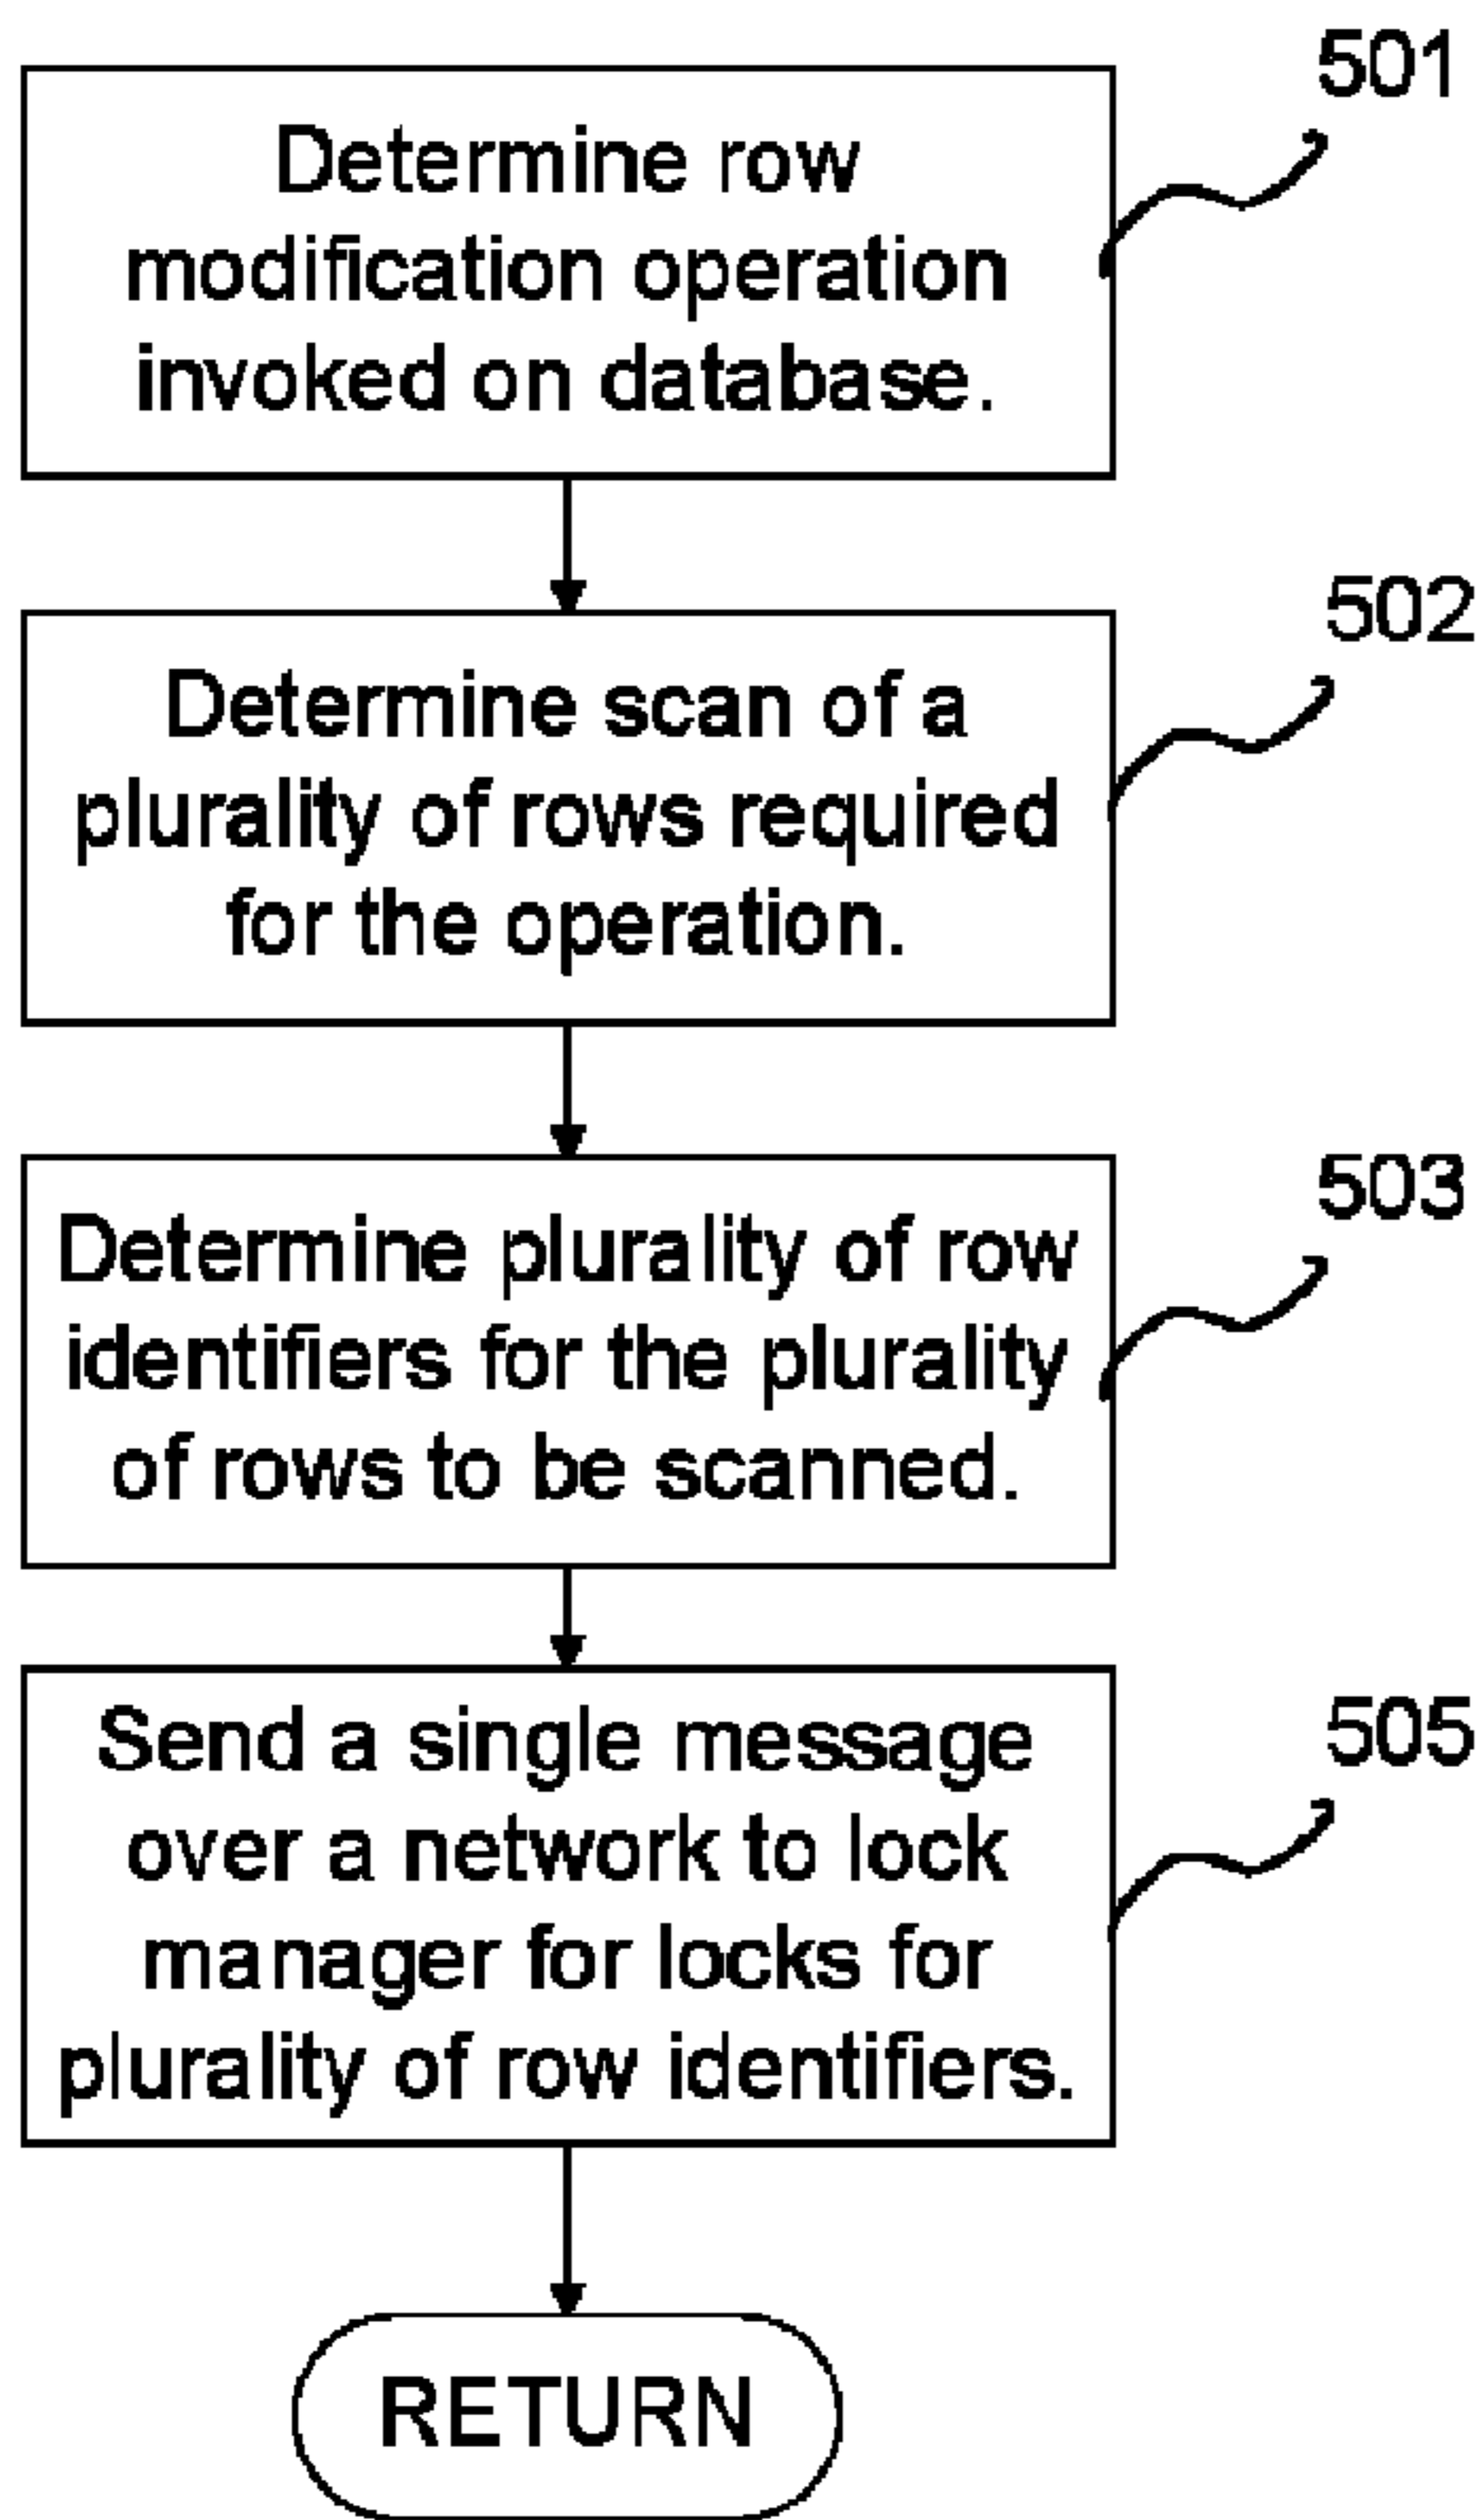 501
Determine row
modification operation
invoked on database.
502
Determine scan of a
plurality of rows required
for the operation.
503
Determine plurality of row
identifiers for the plurality
of rows to be scanned.
505
Send a single message
over a network to lock
manager for locks for
plurality of row identifiers.
RETURN